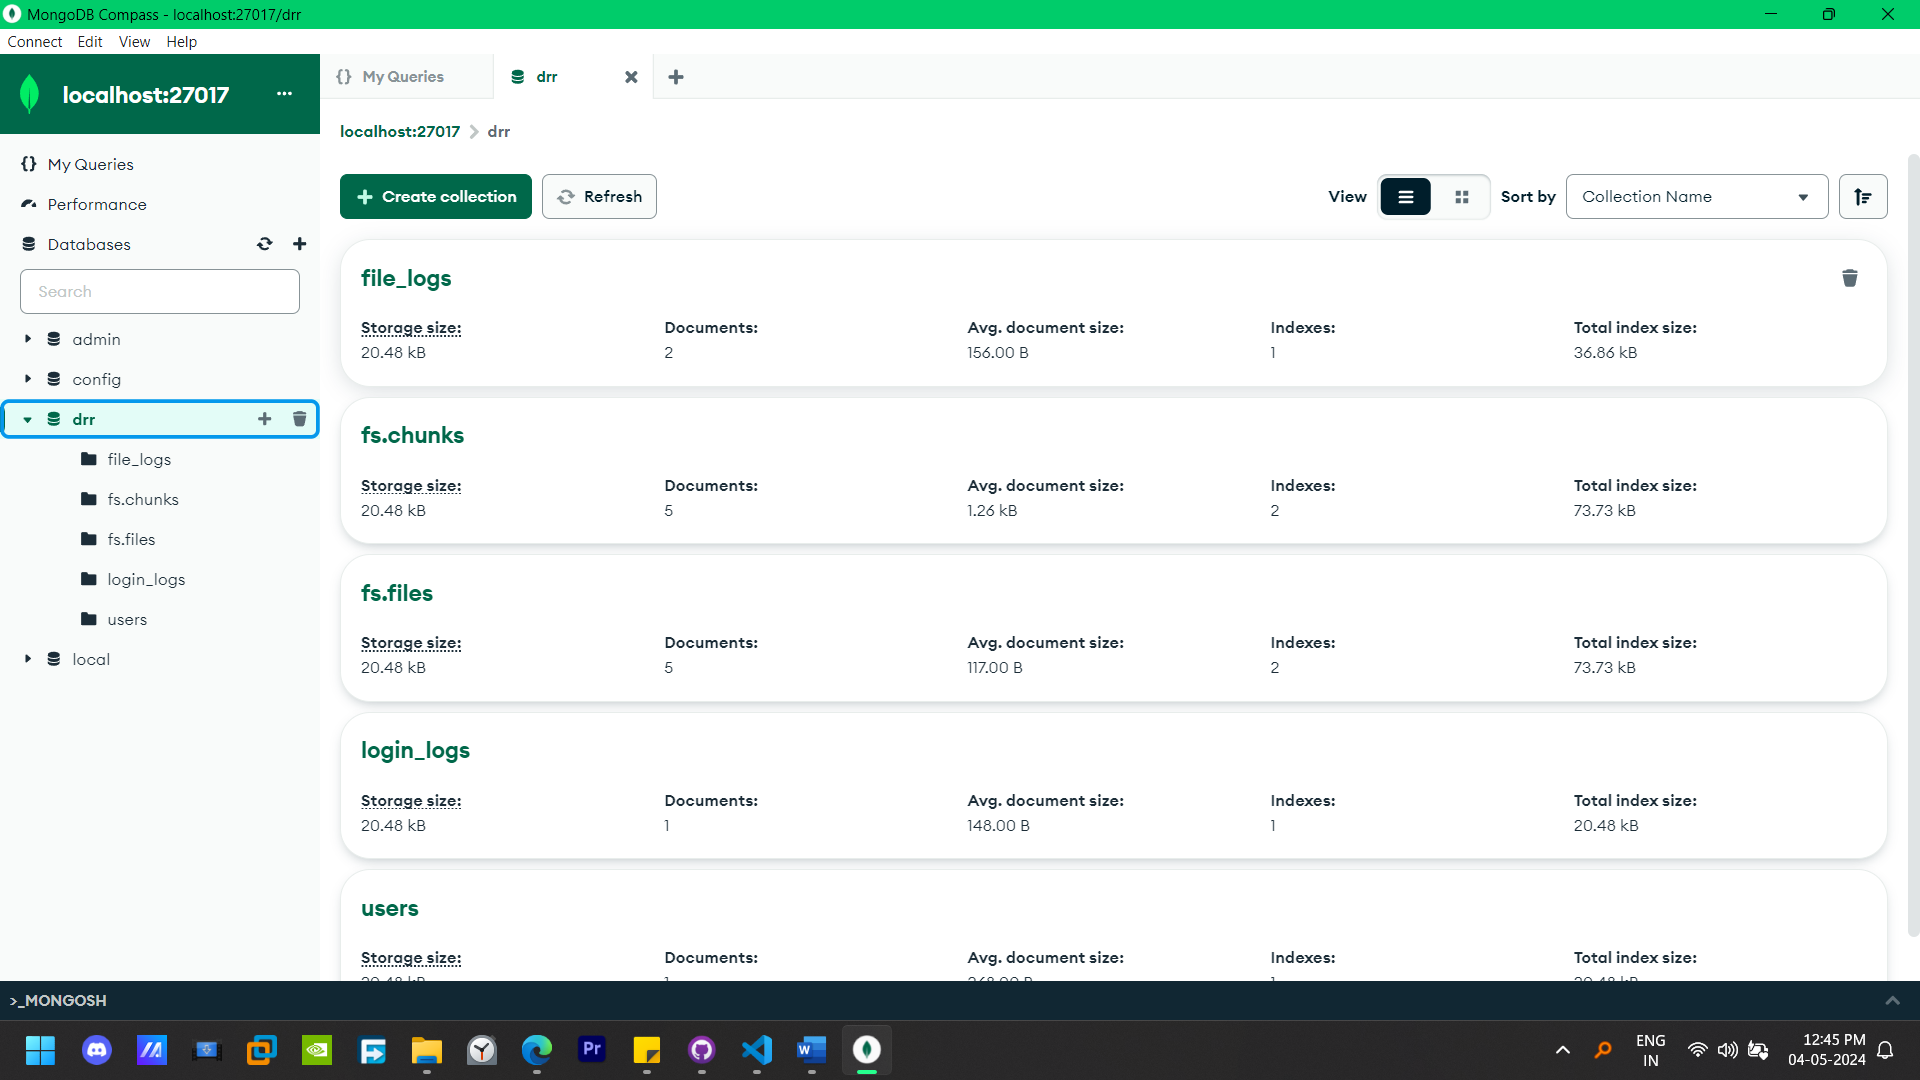 MongoDB Compass - localhost:27017/drr
Connect Edit View Help
localhost:27017 ...
{} My Queries
drr
localhost:27017 > drr
{} My Queries
Performance
Databases
Search
admin
config
drr
file_logs
fs.chunks
fs.files
login_logs
users
local
+ Create collection
Refresh
View
Sort by
Collection Name
file_logs
Storage size: Documents: Avg. document size: Indexes: Total index size:
20.48 kB 2 156.00 B 1 36.86 kB
fs.chunks
Storage size: Documents: Avg. document size: Indexes: Total index size:
20.48 kB 5 1.26 kB 2 73.73 kB
fs.files
Storage size: Documents: Avg. document size: Indexes: Total index size:
20.48 kB 5 117.00 B 2 73.73 kB
login_logs
Storage size: Documents: Avg. document size: Indexes: Total index size:
20.48 kB 1 148.00 B 1 20.48 kB
users
Storage size: Documents: Avg. document size: Indexes: Total index size:
>_MONGOSH
Pr
W
ENG
IN
12:45 PM
04-05-2024